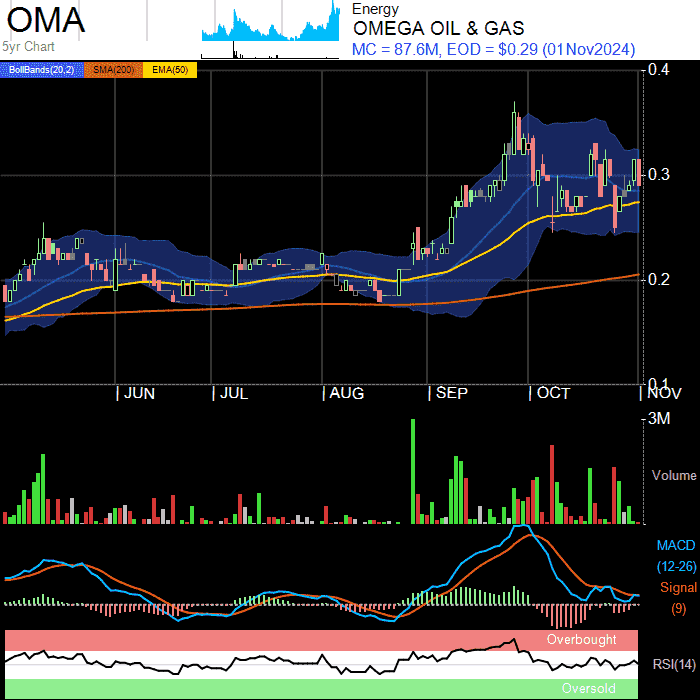 OMA
5yr Chart
Energy
OMEGA OIL & GAS
MC = 87.6M, EOD = $0.29 (01Nov2024)
BollBands(20,2) SMA(200) EMA(50)
0.4
0.3
0.2
0.1
| JUN | JUL | AUG | SEP | OCT | NOV
3M
Volume
MACD
(12-26)
Signal
(9)
Overbought
RSI(14)
Oversold